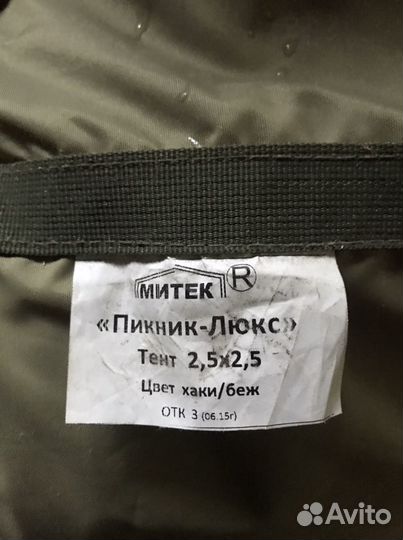 МИТЕК ®
«Пикник-Люкс»
Тент 2,5х2,5
Цвет хаки/беж
ОТК 3 (06.15г)
Avito